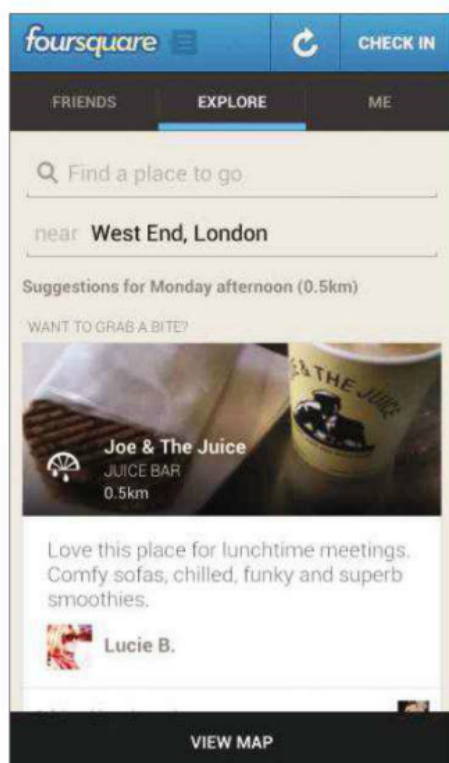 foursquare
CHECK IN
FRIENDS EXPLORE ME
Find a place to go
near West End, London
Suggestions for Monday afternoon (0.5km)
WANT TO GRAB A BITE?
& THE JUICE
Joe & The Juice
JUICE BAR
0.5km
Love this place for lunchtime meetings.
Comfy sofas, chilled, funky and superb
smoothies.
Lucie B.
VIEW MAP